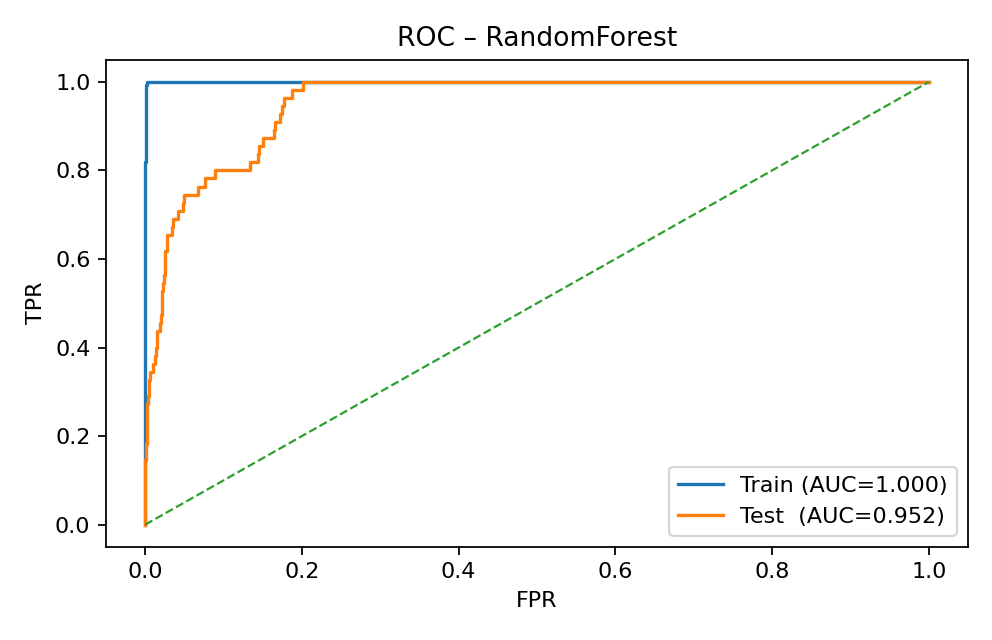 ROC – RandomForest
1.0
0.8
0.6
0.4
0.2
0.0
TPR
Train (AUC=1.000)
Test  (AUC=0.952)
0.0 0.2 0.4 0.6 0.8 1.0
FPR